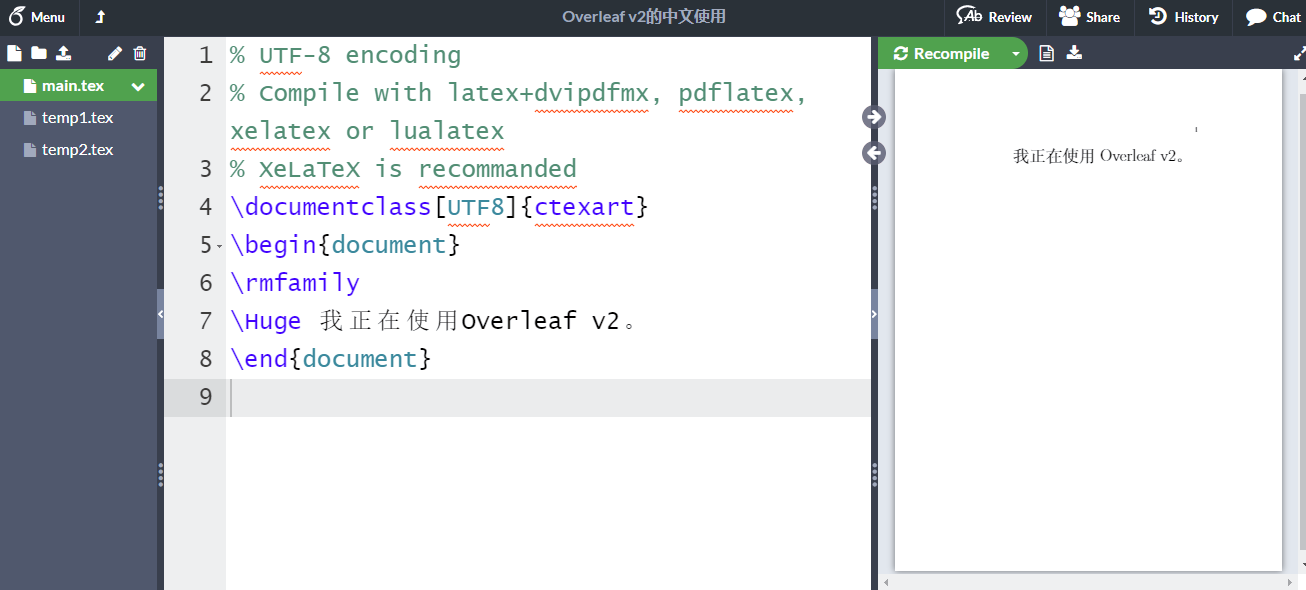 Menu
Overleaf v2的中文使用
Review
Share
History
Chat
Recompile
main.tex
temp1.tex
temp2.tex
1 % UTF-8 encoding
2 % Compile with latex+dvipdfmx, pdflatex,
xelatex or lualatex
3 % XeLaTeX is recommanded
4 \documentclass[UTF8]{ctexart}
5 \begin{document}
6 \rmfamily
7 \Huge 我正在使用Overleaf v2。
8 \end{document}
9
我正在使用 Overleaf v2。